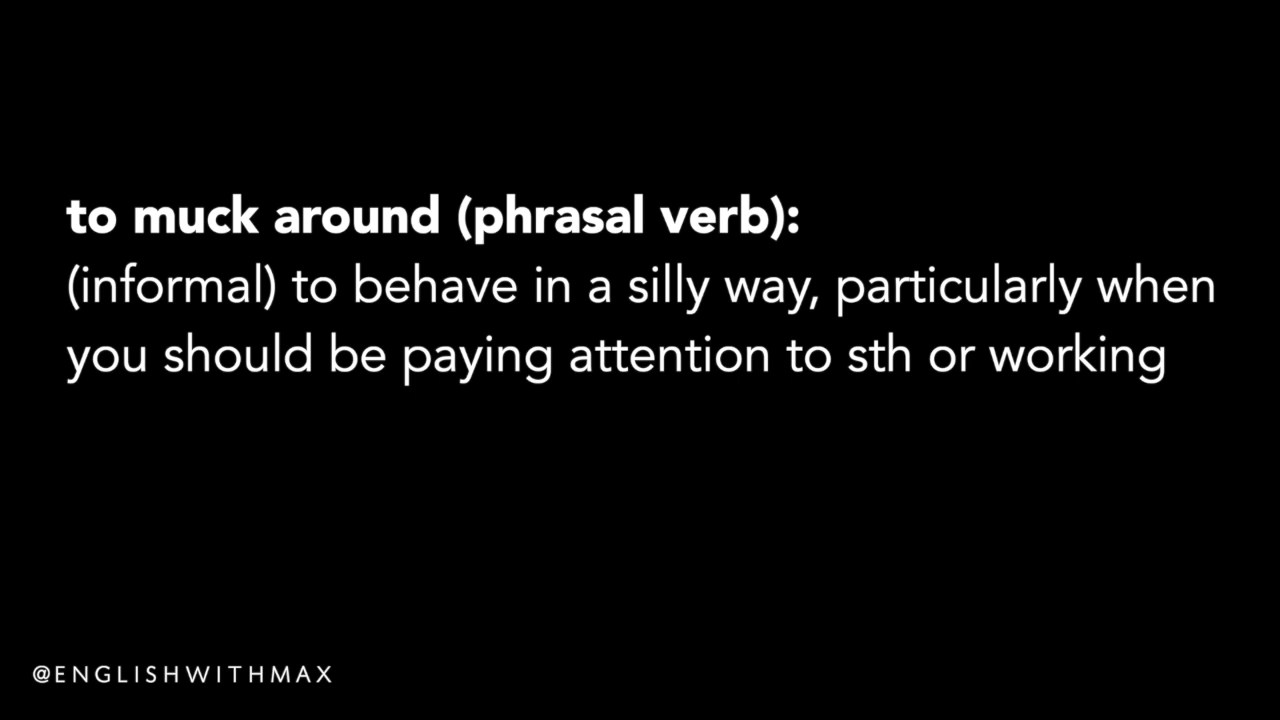 to muck around (phrasal verb):
(informal) to behave in a silly way, particularly when
you should be paying attention to sth or working
@ENGLISHWITHMAX